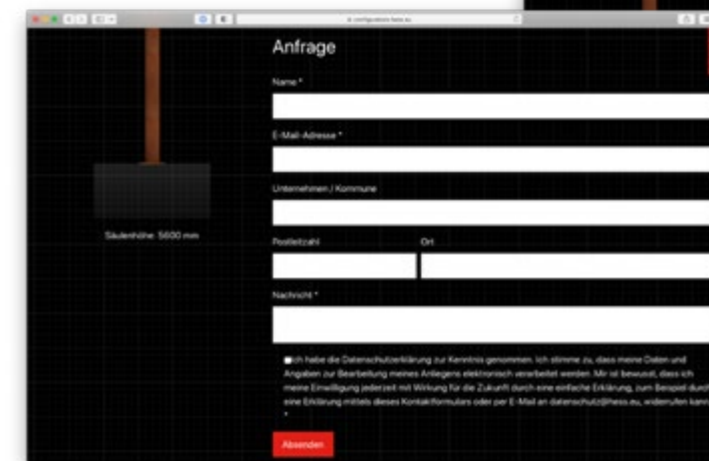 configurator.hess.eu
Anfrage
Name *
E-Mail-Adresse *
Unternehmen / Kommune
Säulenhöhe: 5600 mm
Postleitzahl
Ort
Nachricht *
Ich habe die Datenschutzerklärung zur Kenntnis genommen. Ich stimme zu, dass meine Daten und
Angaben zur Bearbeitung meines Anliegens elektronisch verarbeitet werden. Mir ist bewusst, dass ich
meine Einwilligung jederzeit mit Wirkung für die Zukunft durch eine einfache Erklärung, zum Beispiel durch
eine Erklärung mittels dieses Kontaktformulars oder per E-Mail an datenschutz@hess.eu, widerrufen kann.
*
Absenden